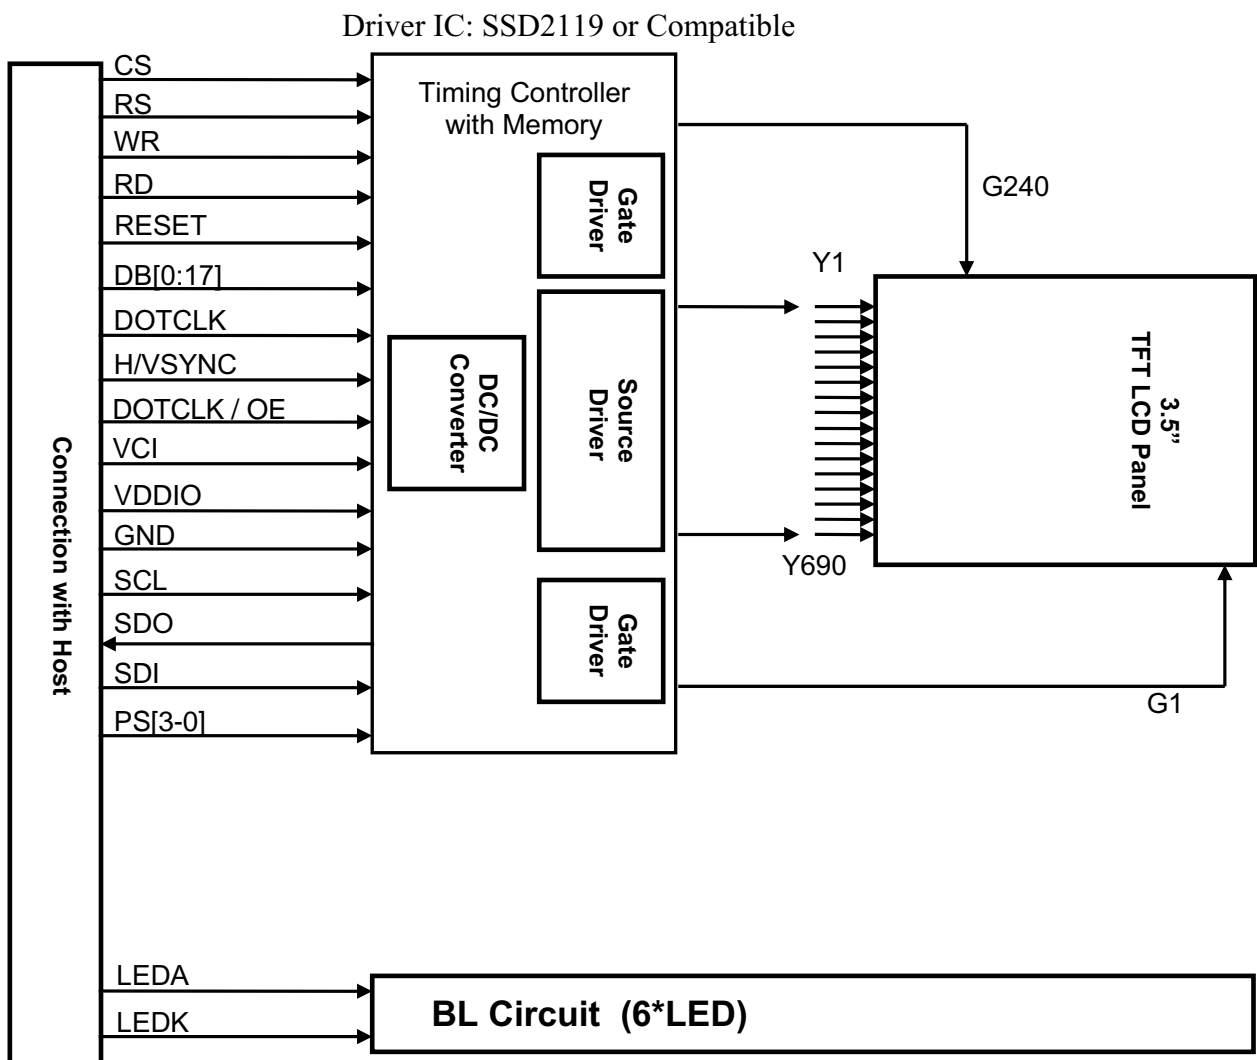 Driver IC: SSD2119 or Compatible
CS
RS
WR
RD
RESET
DB[0:17]
DOTCLK
H/VSYNC
DOTCLK / OE
VCI
VDDIO
GND
SCL
SDO
SDI
PS[3-0]
Connection with Host
Timing Controller
with Memory
Gate
Driver
DC/DC
Converter
Source
Driver
Gate
Driver
G240
Y1
Y690
G1
3.5”
TFT LCD Panel
LEDA
LEDK
BL Circuit (6*LED)